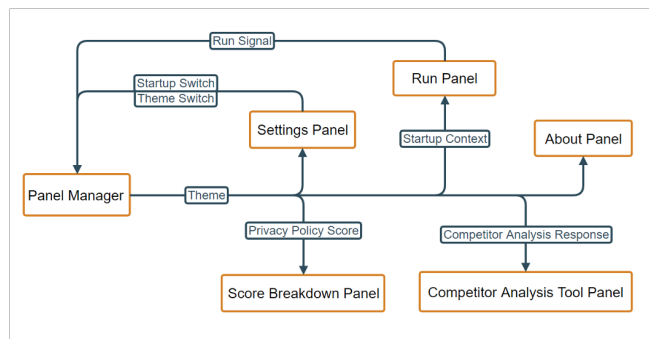 Run Signal
Run Panel
Startup Switch
Theme Switch
Settings Panel
Startup Context
About Panel
Panel Manager
Theme
Privacy Policy Score
Competitor Analysis Response
Score Breakdown Panel
Competitor Analysis Tool Panel